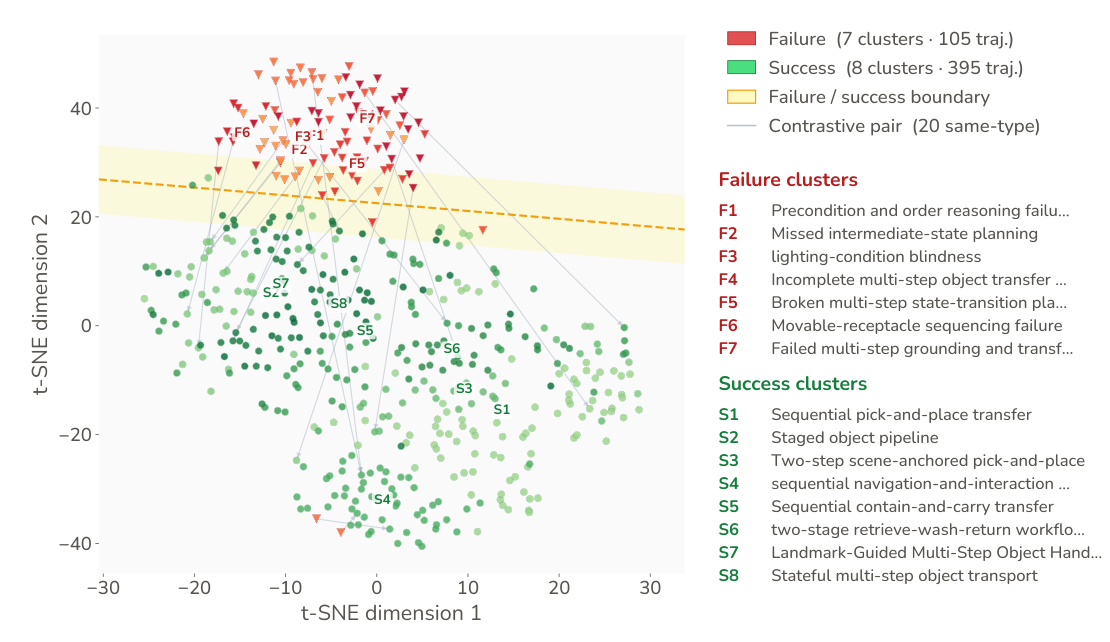 Failure (7 clusters · 105 traj.)
Success (8 clusters · 395 traj.)
Failure / success boundary
Contrastive pair (20 same-type)
Failure clusters
F1 Precondition and order reasoning failu...
F2 Missed intermediate-state planning
F3 lighting-condition blindness
F4 Incomplete multi-step object transfer ...
F5 Broken multi-step state-transition pla...
F6 Movable-receptacle sequencing failure
F7 Failed multi-step grounding and transf...
Success clusters
S1 Sequential pick-and-place transfer
S2 Staged object pipeline
S3 Two-step scene-anchored pick-and-place
S4 sequential navigation-and-interaction ...
S5 Sequential contain-and-carry transfer
S6 two-stage retrieve-wash-return workflo...
S7 Landmark-Guided Multi-Step Object Hand...
S8 Stateful multi-step object transport
t-SNE dimension 2
40
20
0
−20
−40
F7
F6
F3
F2
F5
S7
S8
S5
S6
S3
S1
S4
−30 −20 −10 0 10 20 30
t-SNE dimension 1